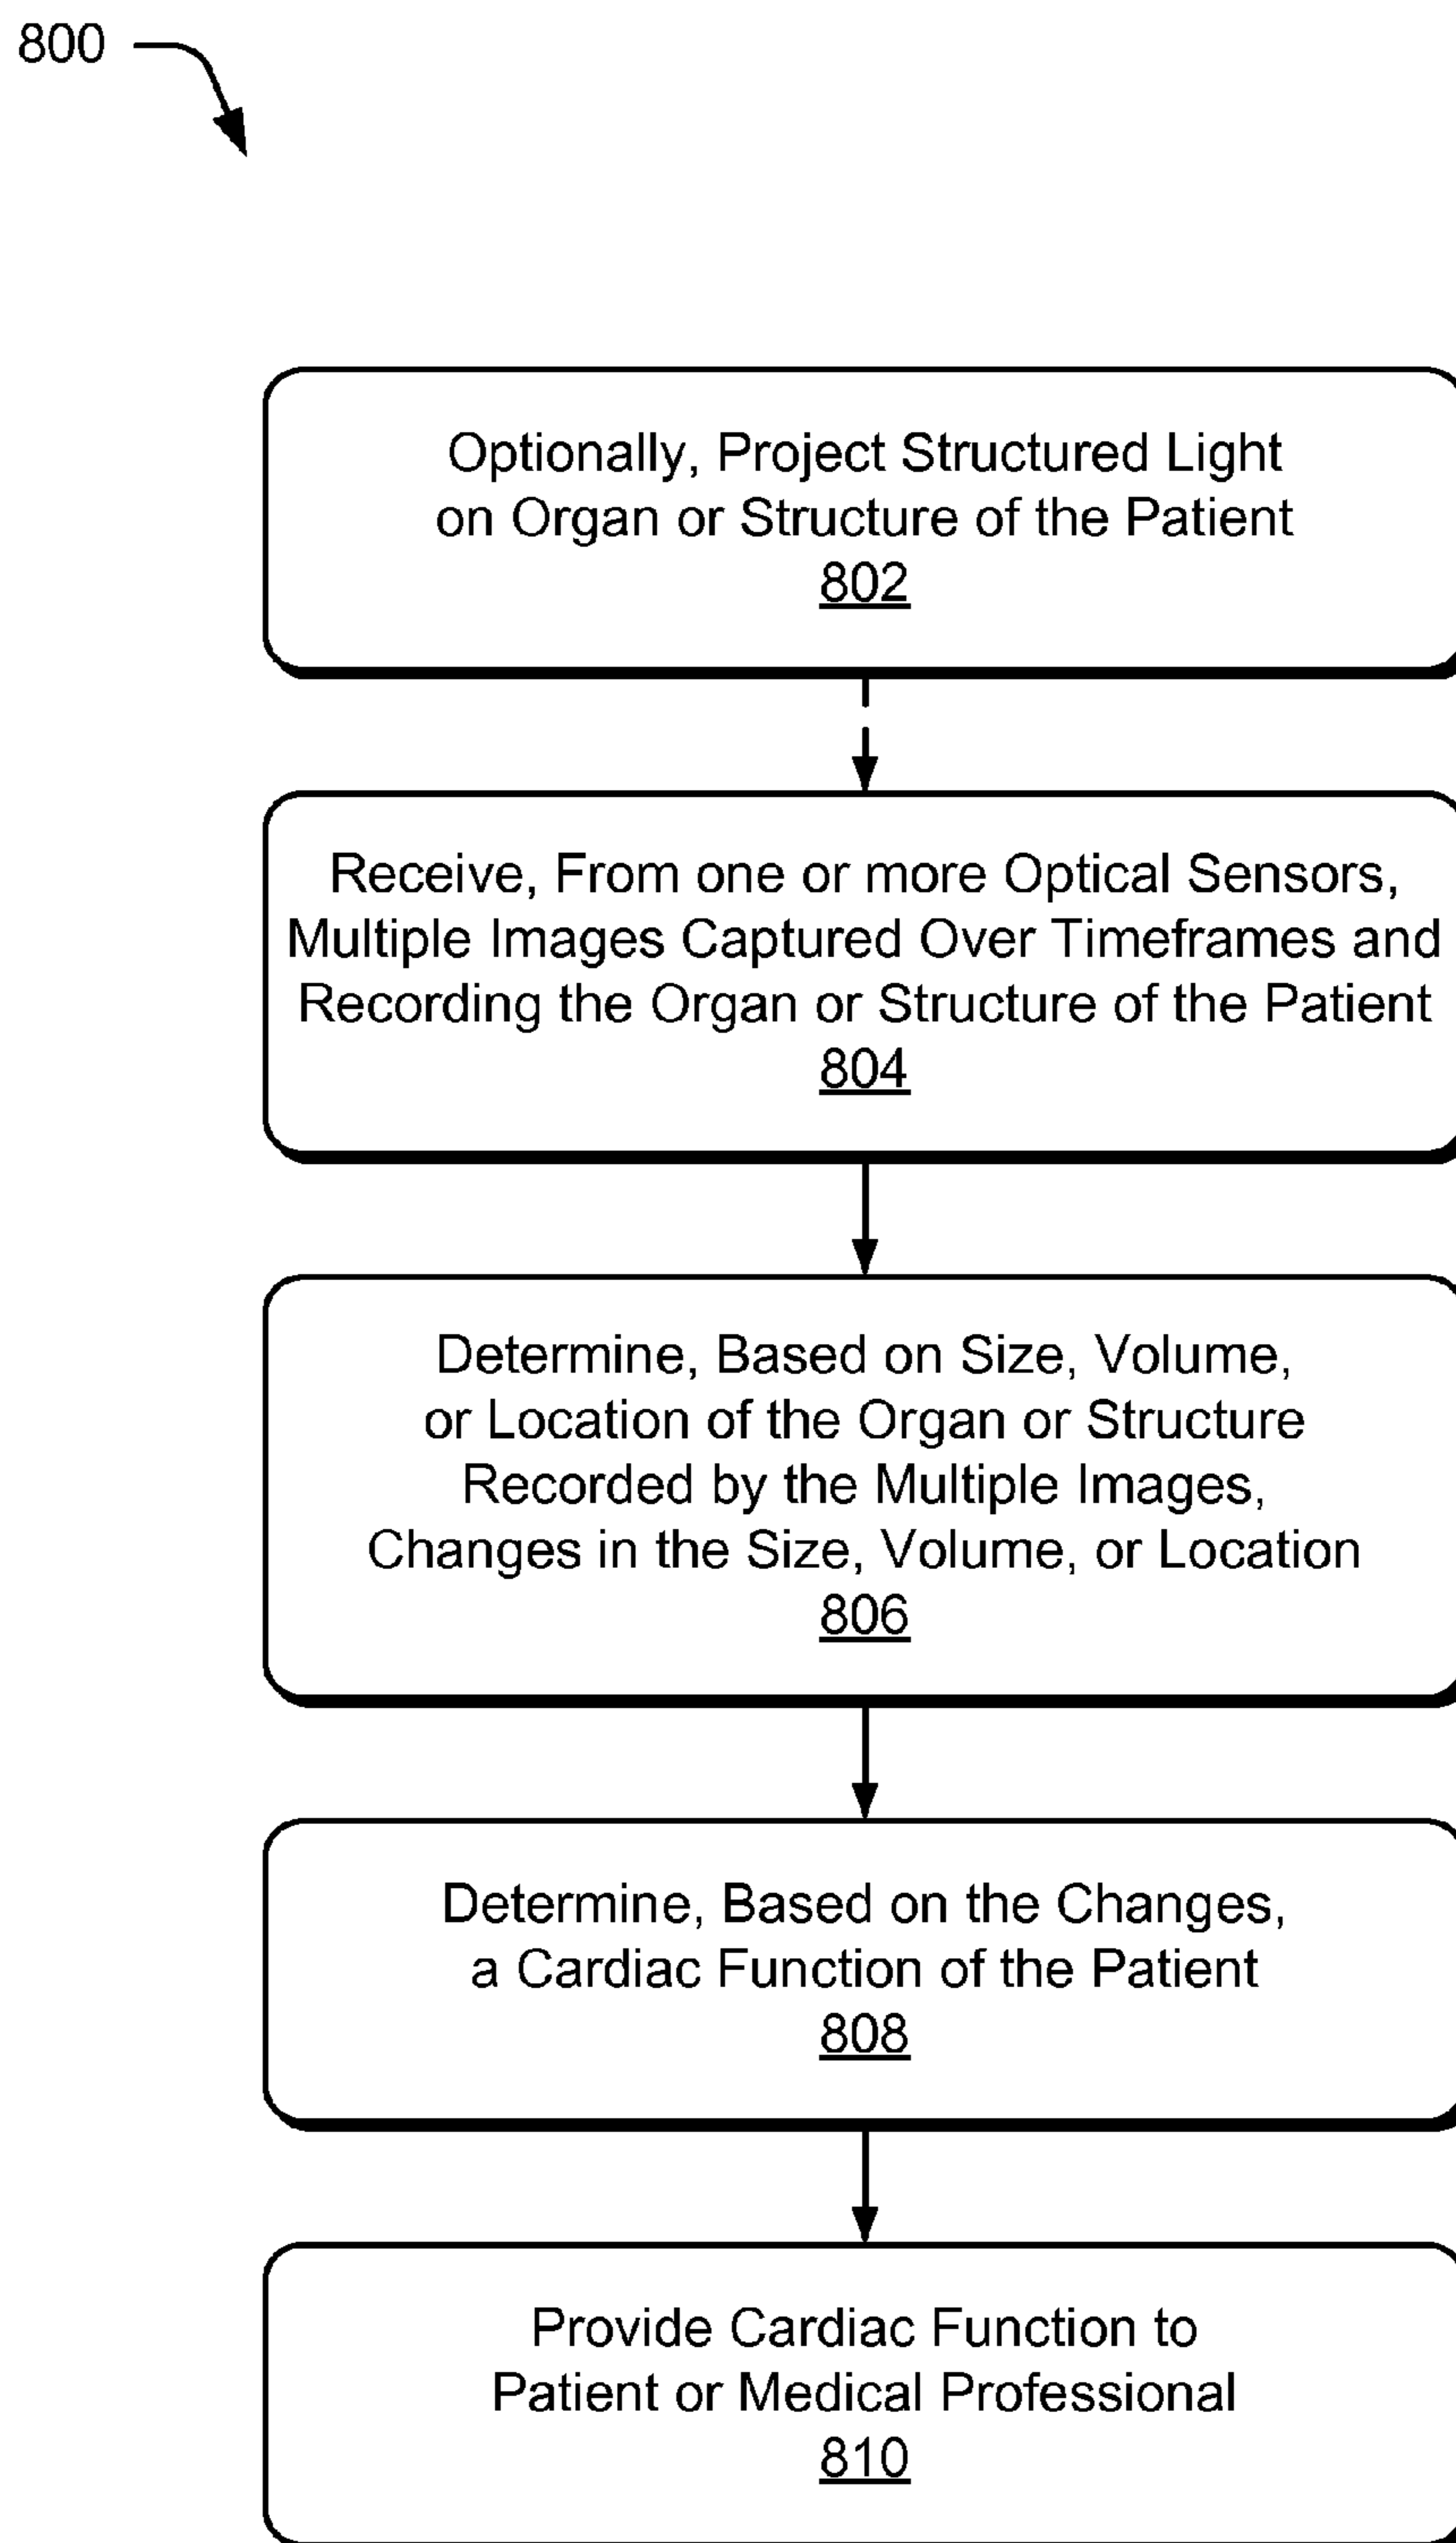 800
Optionally, Project Structured Light
on Organ or Structure of the Patient
802
Receive, From one or more Optical Sensors,
Multiple Images Captured Over Timeframes and
Recording the Organ or Structure of the Patient
804
Determine, Based on Size, Volume,
or Location of the Organ or Structure
Recorded by the Multiple Images,
Changes in the Size, Volume, or Location
806
Determine, Based on the Changes,
a Cardiac Function of the Patient
808
Provide Cardiac Function to
Patient or Medical Professional
810